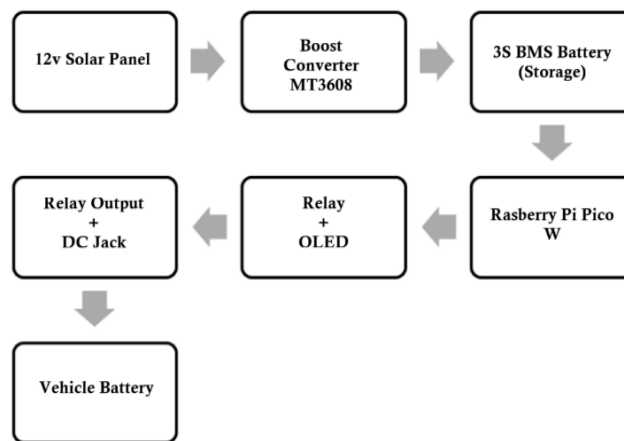 12v Solar Panel
Boost
Converter
MT3608
3S BMS Battery
(Storage)
Rasberry Pi Pico
W
Relay
+
OLED
Relay Output
+
DC Jack
Vehicle Battery